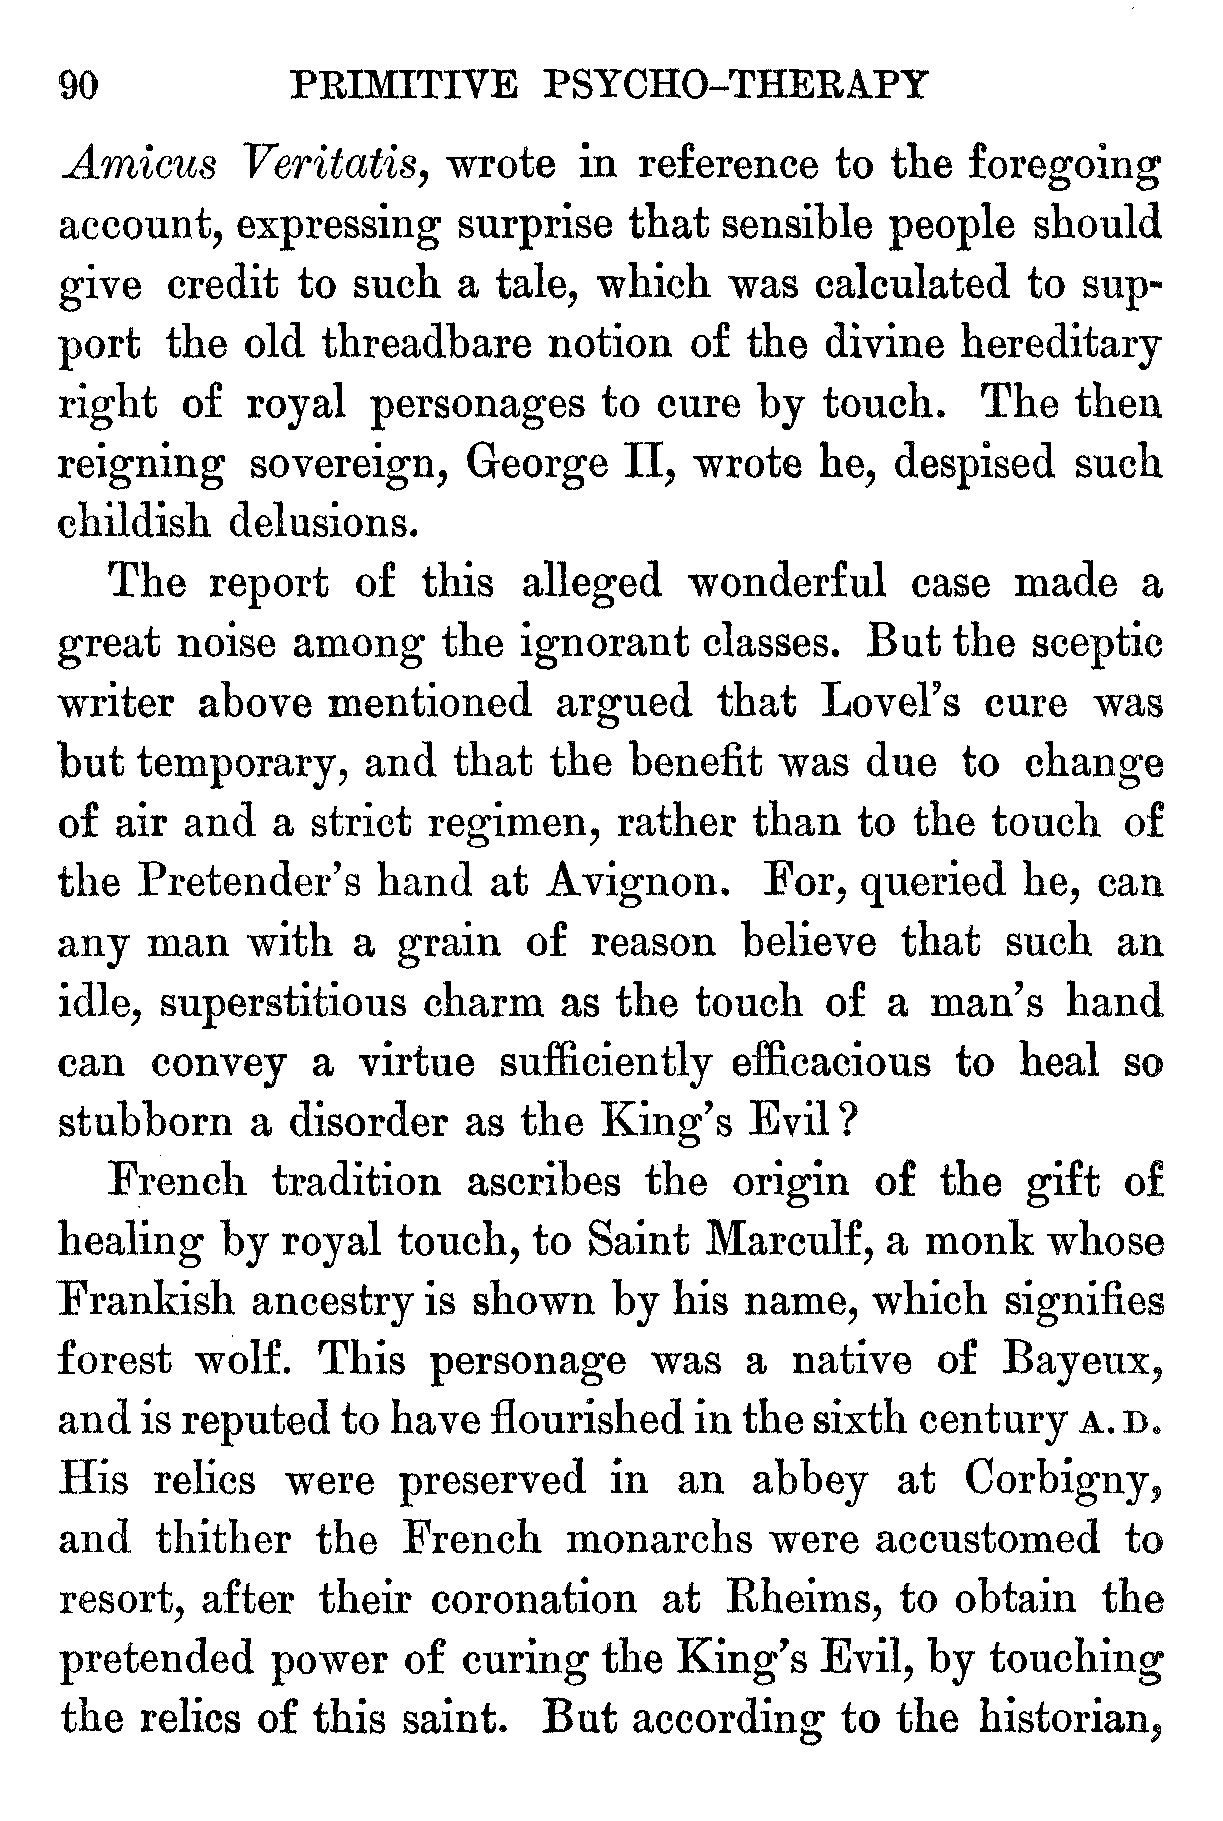 90 PRIMITIVE PSYCHO-THERAPY
Amicus Veritatis, wrote in reference to the foregoing
account, expressing surprise that sensible people should
give credit to such a tale, which was calculated to sup-
port the old threadbare notion of the divine hereditary
right of royal personages to cure by touch. The then
reigning sovereign, George II, wrote he, despised such
childish delusions.
The report of this alleged wonderful case made a
great noise among the ignorant classes. But the sceptic
writer above mentioned argued that Lovel's cure was
but temporary, and that the benefit was due to change
of air and a strict regimen, rather than to the touch of
the Pretender's hand at Avignon. For, queried he, can
any man with a grain of reason believe that such an
idle, superstitious charm as the touch of a man's hand
can convey a virtue sufficiently efficacious to heal so
stubborn a disorder as the King's Evil?
French tradition ascribes the origin of the gift of
healing by royal touch, to Saint Marculf, a monk whose
Frankish ancestry is shown by his name, which signifies
forest wolf. This personage was a native of Bayeux,
and is reputed to have flourished in the sixth century A.D.
His relics were preserved in an abbey at Corbigny,
and thither the French monarchs were accustomed to
resort, after their coronation at Rheims, to obtain the
pretended power of curing the King's Evil, by touching
the relics of this saint. But according to the historian,